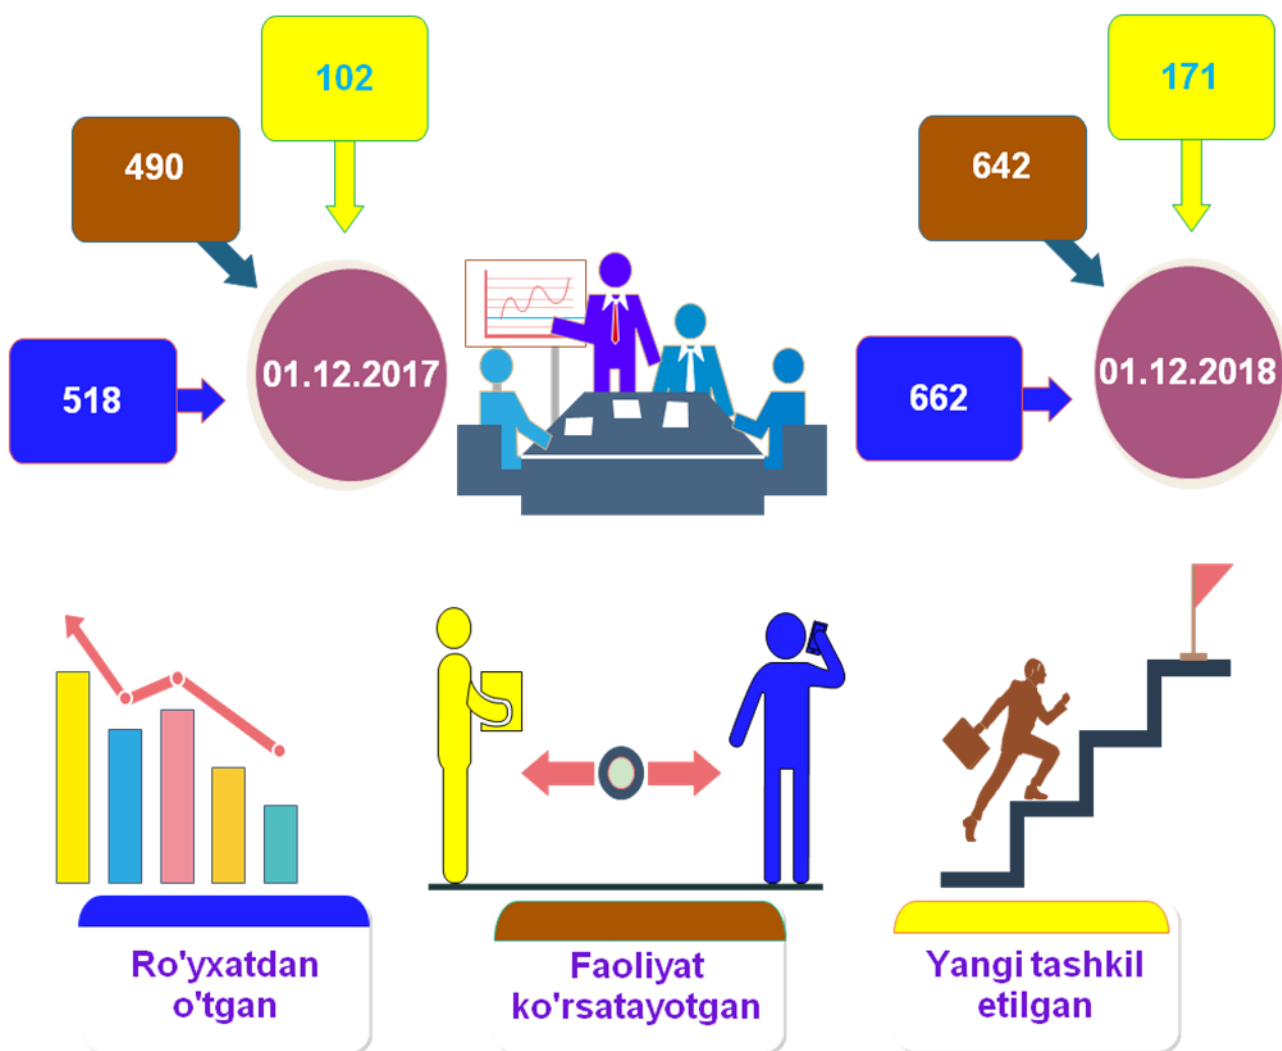 102
490
518
01.12.2017
171
642
662
01.12.2018
Ro'yxatdan
o'tgan
Faoliyat
ko'rsatayotgan
Yangi tashkil
etilgan